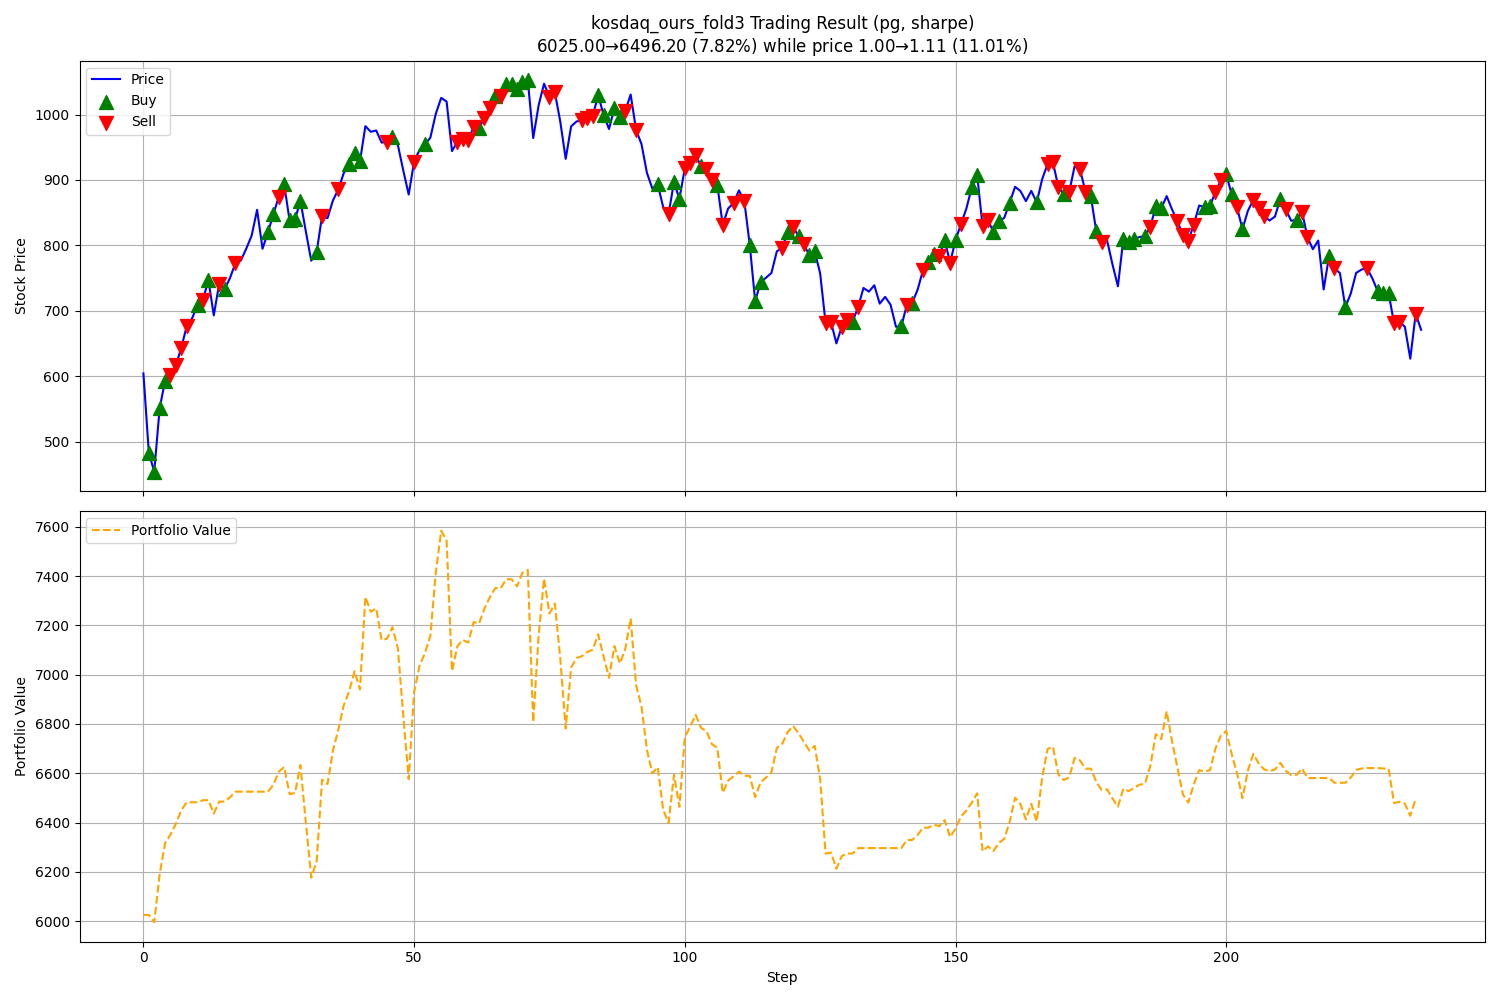 kosdaq_ours_fold3 Trading Result (pg, sharpe)
6025.00→6496.20 (7.82%) while price 1.00→1.11 (11.01%)
Price
Buy
Sell
Stock Price
1000
900
800
700
600
500
Portfolio Value
Portfolio Value
7600
7400
7200
7000
6800
6600
6400
6200
6000
0
50
100
150
200
Step